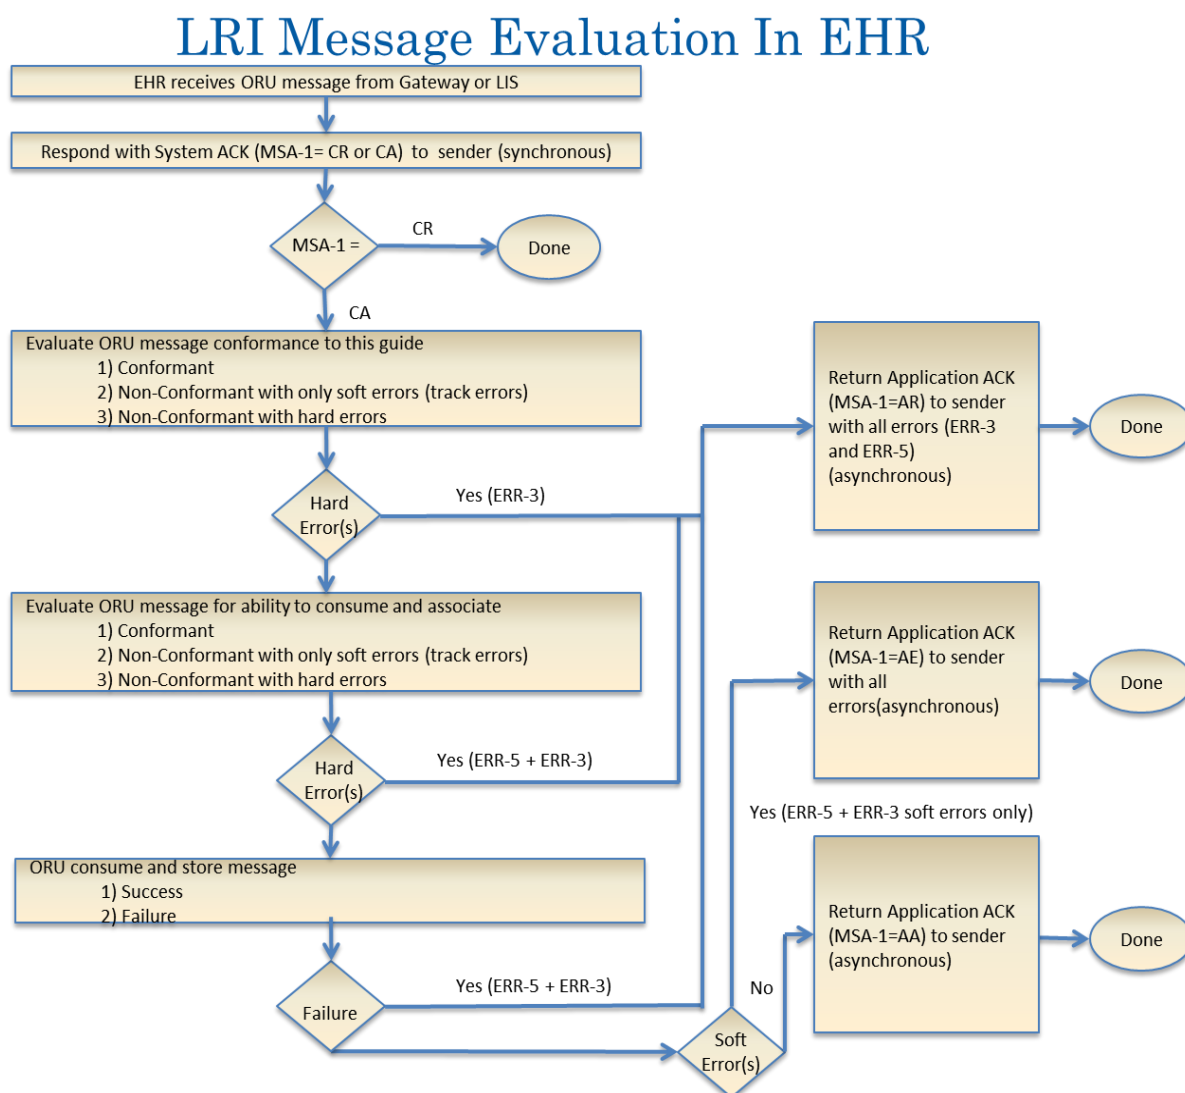 LRI Message Evaluation In EHR
EHR receives ORU message from Gateway or LIS
Respond with System ACK (MSA-1= CR or CA) to sender (synchronous)
MSA-1 =
CR
Done
CA
Evaluate ORU message conformance to this guide
1) Conformant
2) Non-Conformant with only soft errors (track errors)
3) Non-Conformant with hard errors
Return Application ACK
(MSA-1=AR) to sender
with all errors (ERR-3
and ERR-5)
(asynchronous)
Done
Hard
Error(s)
Yes (ERR-3)
Evaluate ORU message for ability to consume and associate
1) Conformant
2) Non-Conformant with only soft errors (track errors)
3) Non-Conformant with hard errors
Return Application ACK
(MSA-1=AE) to sender
with all
errors(asynchronous)
Done
Hard
Error(s)
Yes (ERR-5 + ERR-3)
Yes (ERR-5 + ERR-3 soft errors only)
ORU consume and store message
1) Success
2) Failure
Return Application ACK
(MSA-1=AA) to sender
(asynchronous)
Done
Failure
Yes (ERR-5 + ERR-3)
No
Soft
Error(s)